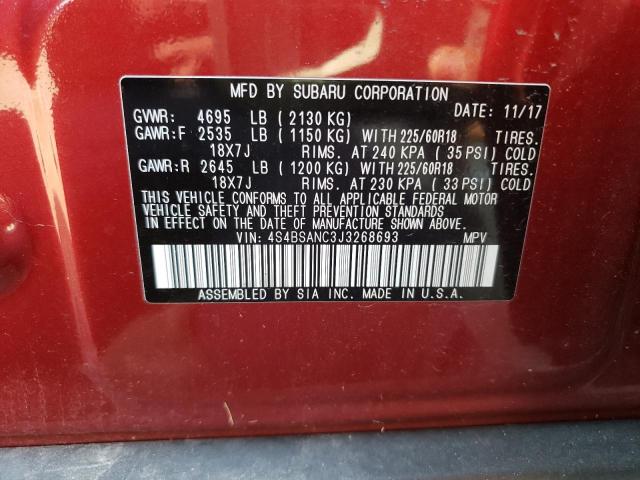 MFD BY SUBARU CORPORATION
GVWR: 4695 LB (2130 KG) DATE: 11/17
GAWR:F 2535 LB (1150 KG) WITH 225/60R18 TIRES.
18X7J RIMS. AT 240 KPA (35 PSI) COLD
GAWR:R 2645 LB (1200 KG) WITH 225/60R18 TIRES.
18X7J RIMS. AT 230 KPA (33 PSI) COLD
THIS VEHICLE CONFORMS TO ALL APPLICABLE FEDERAL MOTOR
VEHICLE SAFETY AND THEFT PREVENTION STANDARDS
IN EFFECT ON THE DATE OF MANUFACTURE SHOWN ABOVE.
VIN: 4S4BSANC3J3268693 MPV
ASSEMBLED BY SIA INC. MADE IN U.S.A.